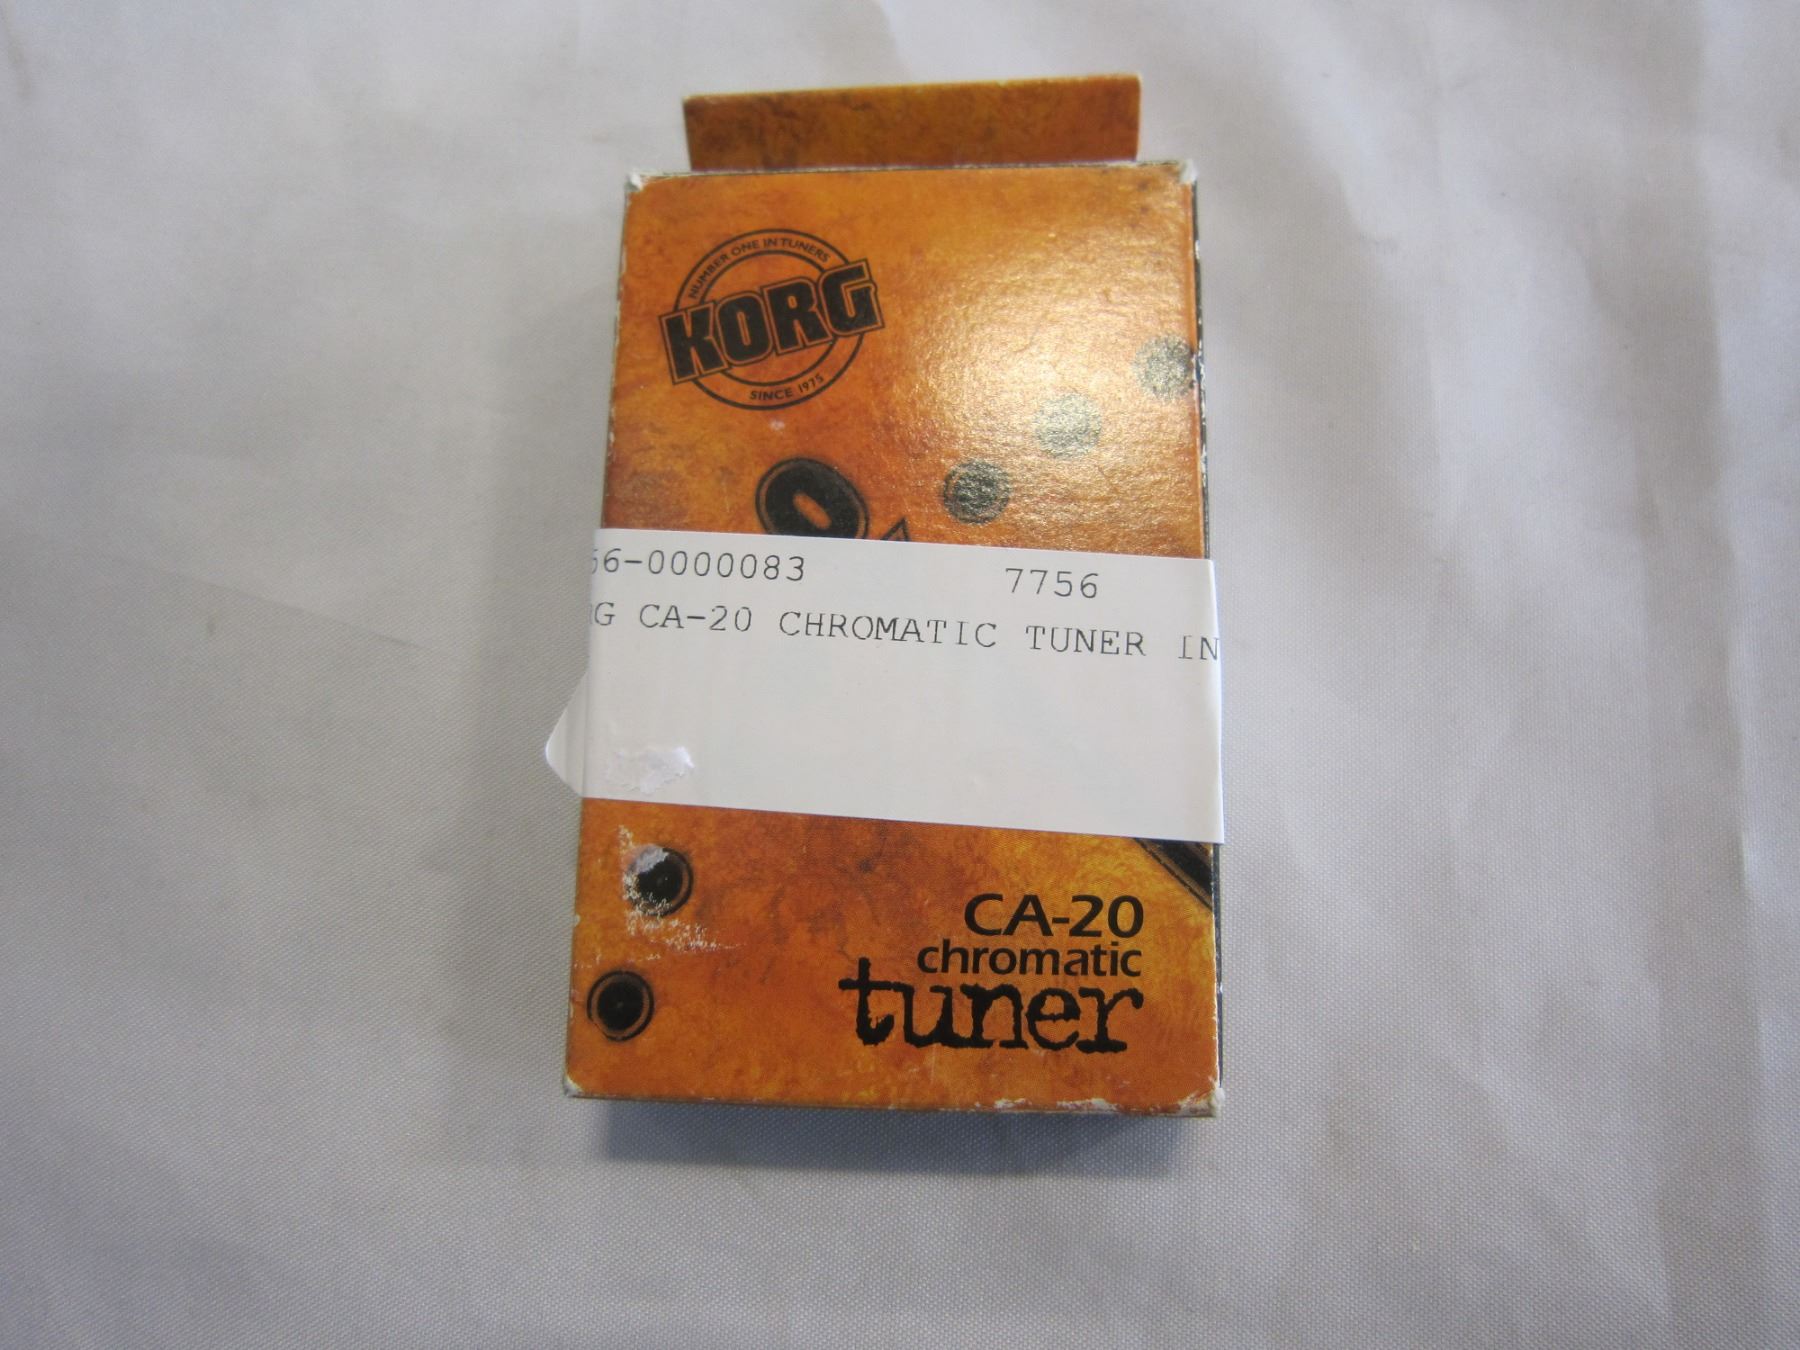 NUMBER ONE IN TUNERS
KORG
SINCE 1975
56-0000083 7756
G CA-20 CHROMATIC TUNER IN
CA-20
chromatic
tuner